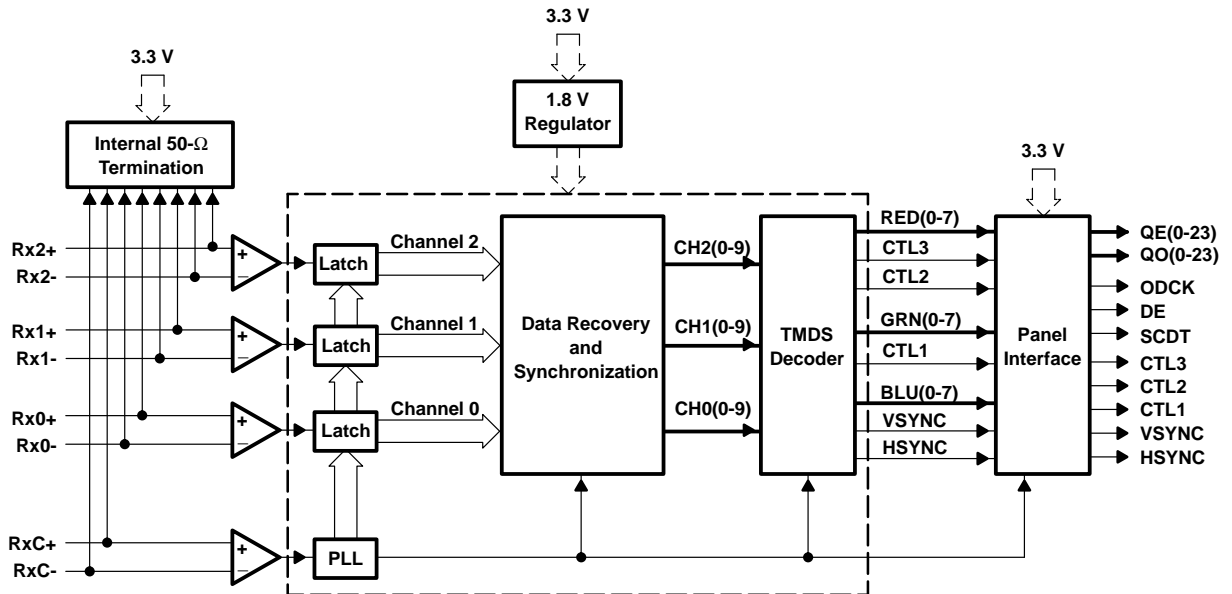 3.3 V
3.3 V
1.8 V
Regulator
Internal 50-Ω
Termination
3.3 V
Rx2+
Rx2-
Rx1+
Rx1-
Rx0+
Rx0-
RxC+
RxC-
+
−
+
−
+
−
+
−
Latch
Latch
Latch
PLL
Channel 2
Channel 1
Channel 0
Data Recovery
and
Synchronization
CH2(0-9)
CH1(0-9)
CH0(0-9)
TMDS
Decoder
RED(0-7)
CTL3
CTL2
GRN(0-7)
CTL1
BLU(0-7)
VSYNC
HSYNC
Panel
Interface
QE(0-23)
QO(0-23)
ODCK
DE
SCDT
CTL3
CTL2
CTL1
VSYNC
HSYNC